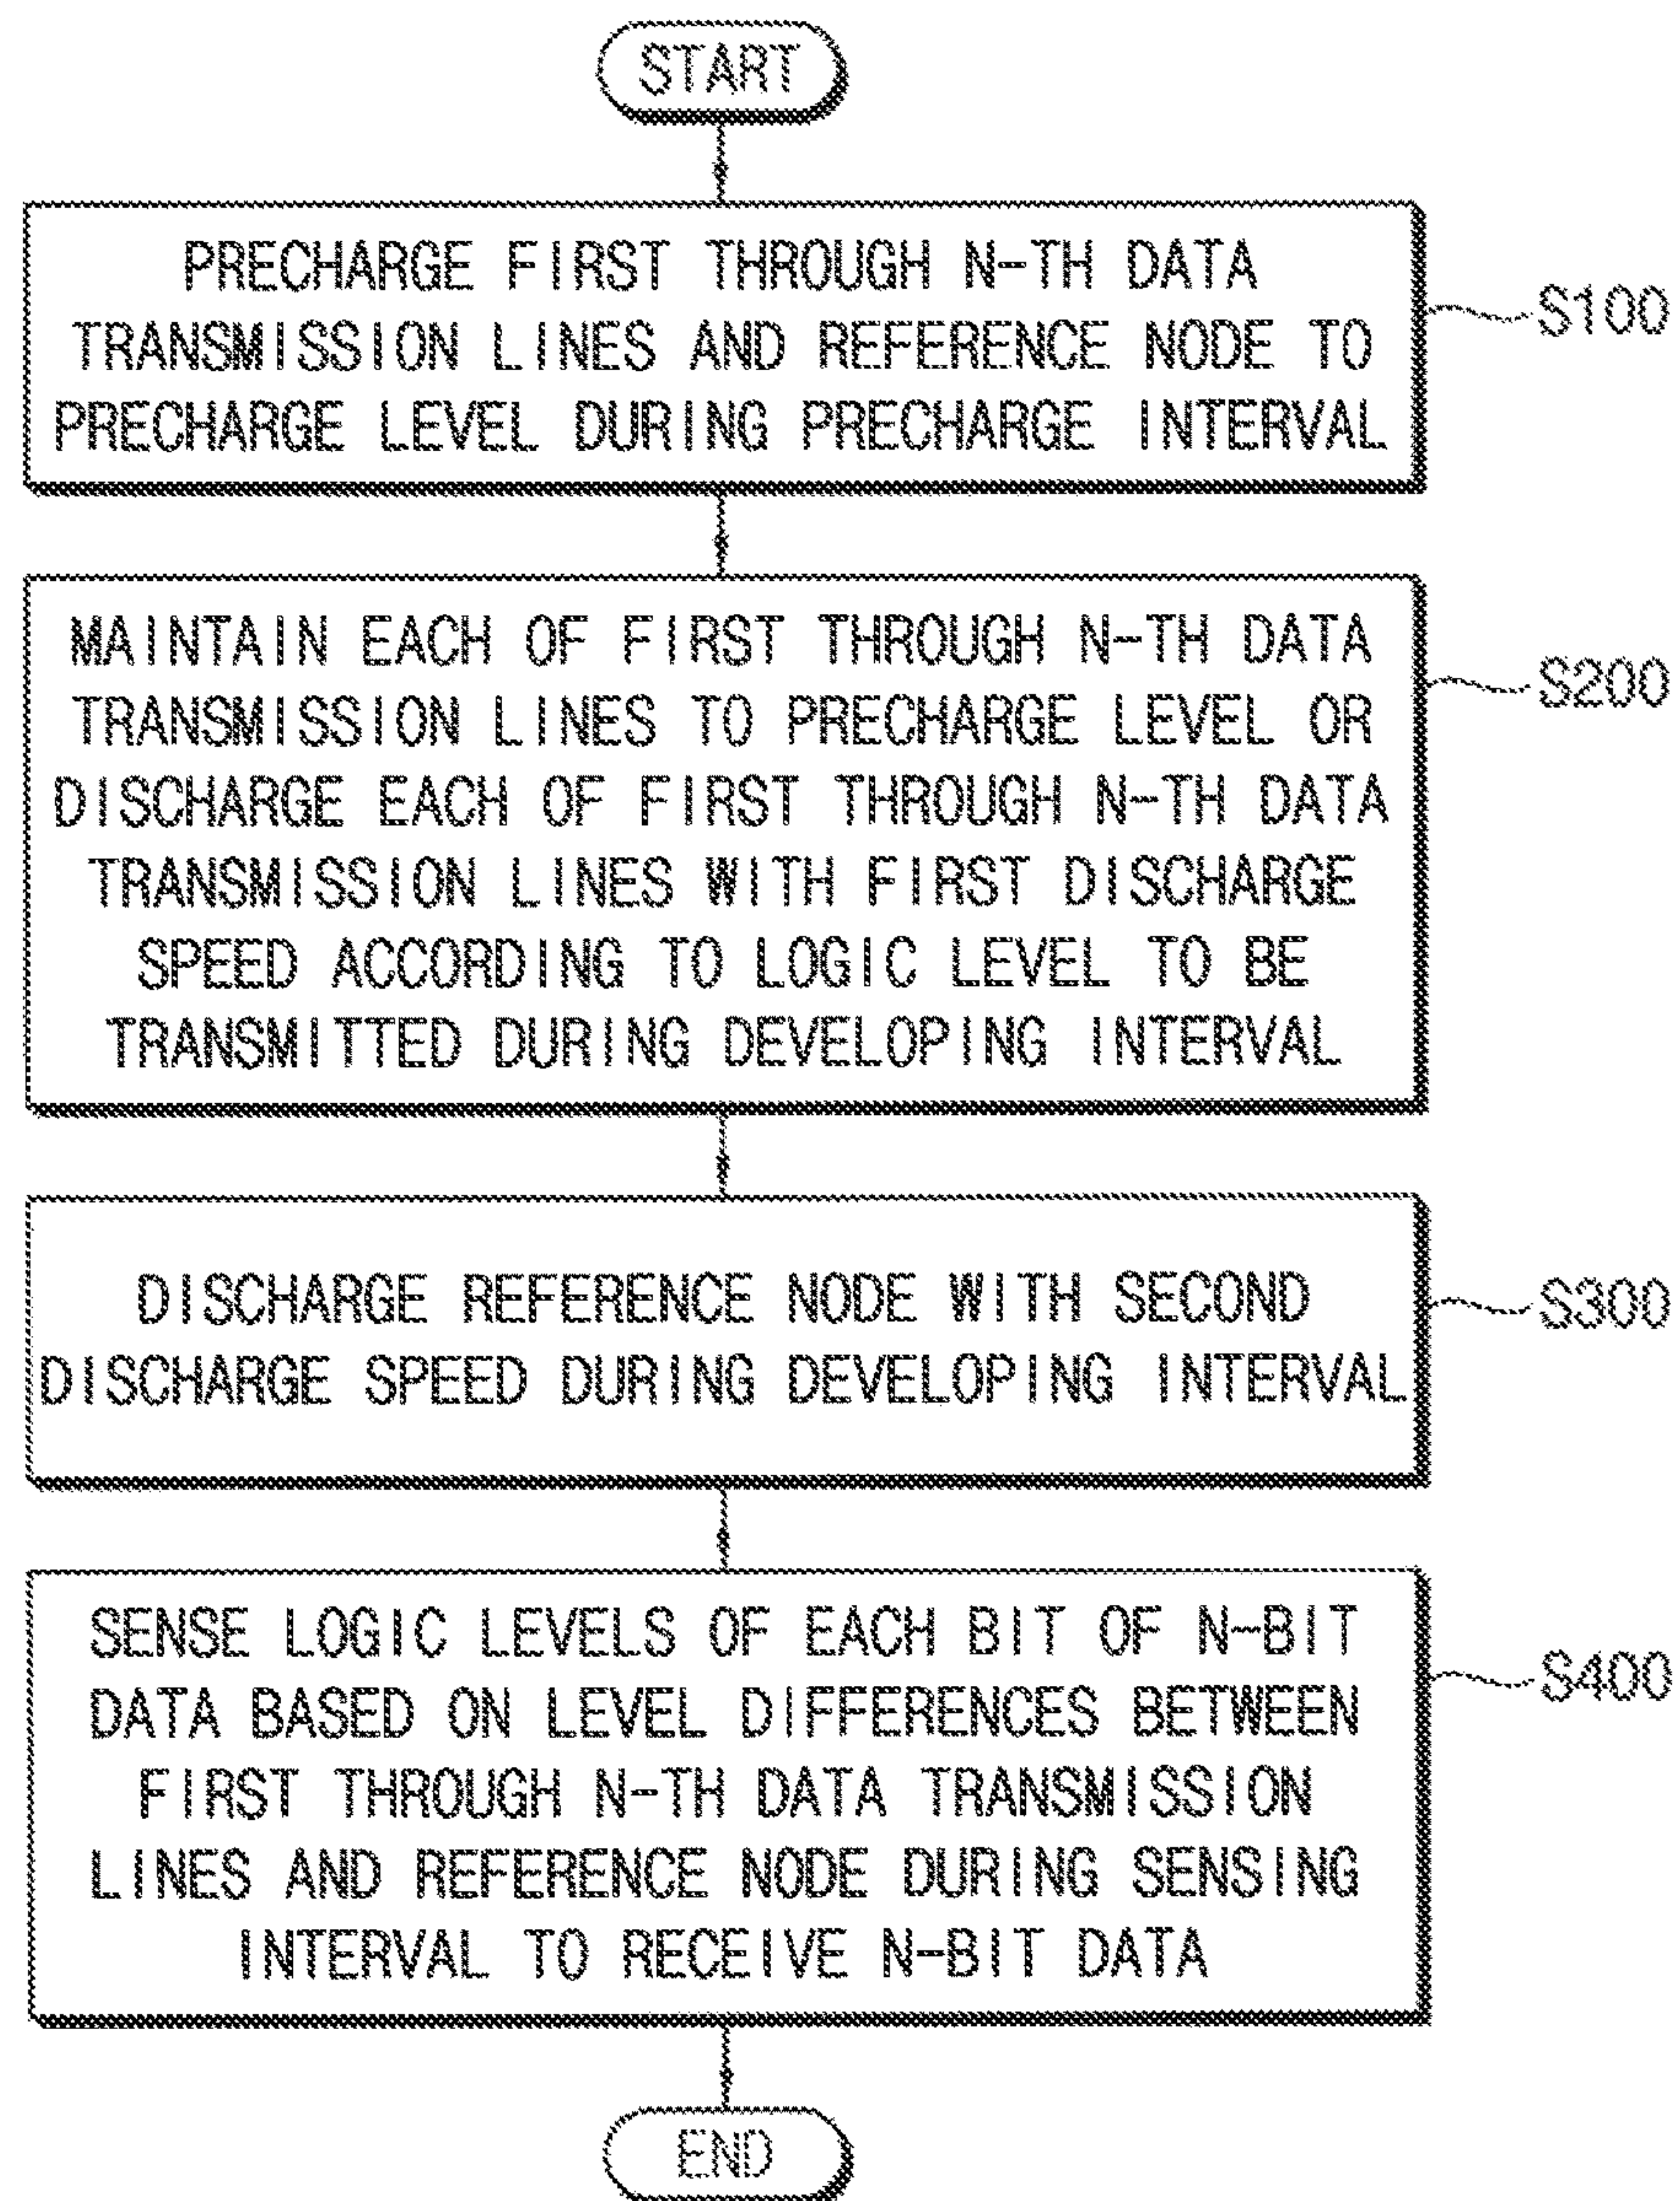 START
PRECHARGE FIRST THROUGH N-TH DATA
TRANSMISSION LINES AND REFERENCE NODE TO
PRECHARGE LEVEL DURING PRECHARGE INTERVAL
S100
MAINTAIN EACH OF FIRST THROUGH N-TH DATA
TRANSMISSION LINES TO PRECHARGE LEVEL OR
DISCHARGE EACH OF FIRST THROUGH N-TH DATA
TRANSMISSION LINES WITH FIRST DISCHARGE
SPEED ACCORDING TO LOGIC LEVEL TO BE
TRANSMITTED DURING DEVELOPING INTERVAL
S200
DISCHARGE REFERENCE NODE WITH SECOND
DISCHARGE SPEED DURING DEVELOPING INTERVAL
S300
SENSE LOGIC LEVELS OF EACH BIT OF N-BIT
DATA BASED ON LEVEL DIFFERENCES BETWEEN
FIRST THROUGH N-TH DATA TRANSMISSION
LINES AND REFERENCE NODE DURING SENSING
INTERVAL TO RECEIVE N-BIT DATA
S400
END